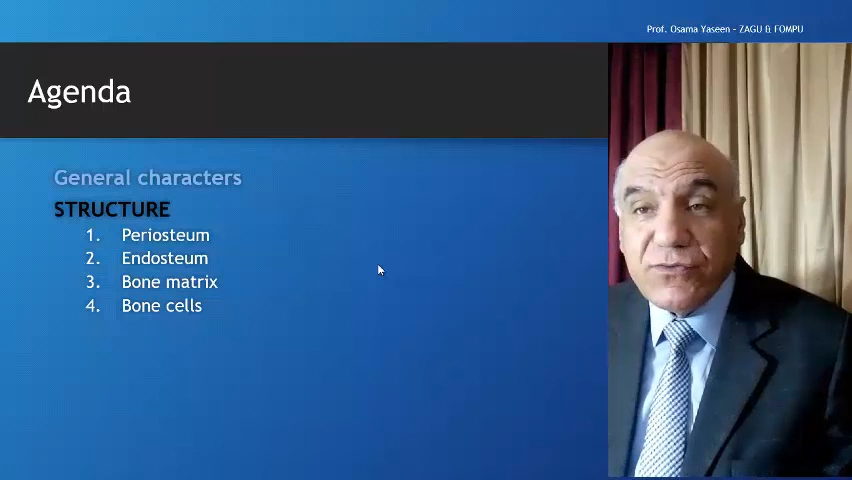 Prof. Osama Yaseen - ZAGU & FOMPU
Agenda
General characters
STRUCTURE
1. Periosteum
2. Endosteum
3. Bone matrix
4. Bone cells